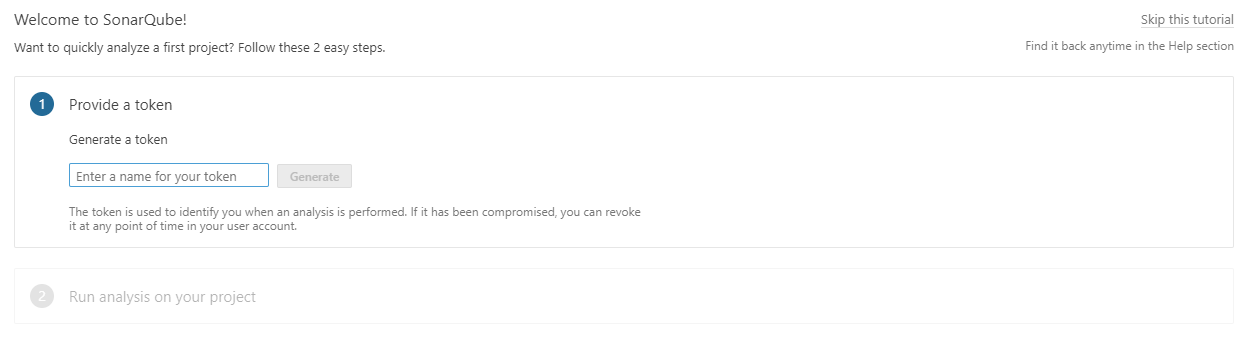 Welcome to SonarQube!
Skip this tutorial
Want to quickly analyze a first project? Follow these 2 easy steps.
Find it back anytime in the Help section
1 Provide a token
Generate a token
Enter a name for your token Generate
The token is used to identify you when an analysis is performed. If it has been compromised, you can revoke
it at any point of time in your user account.
2 Run analysis on your project